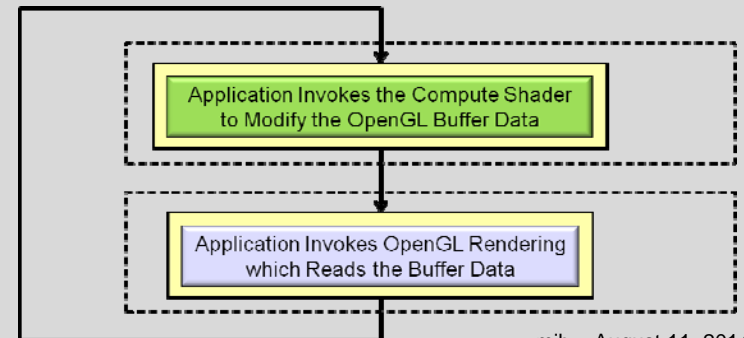 Application Invokes the Compute Shader
to Modify the OpenGL Buffer Data
Application Invokes OpenGL Rendering
which Reads the Buffer Data
August 11, 201